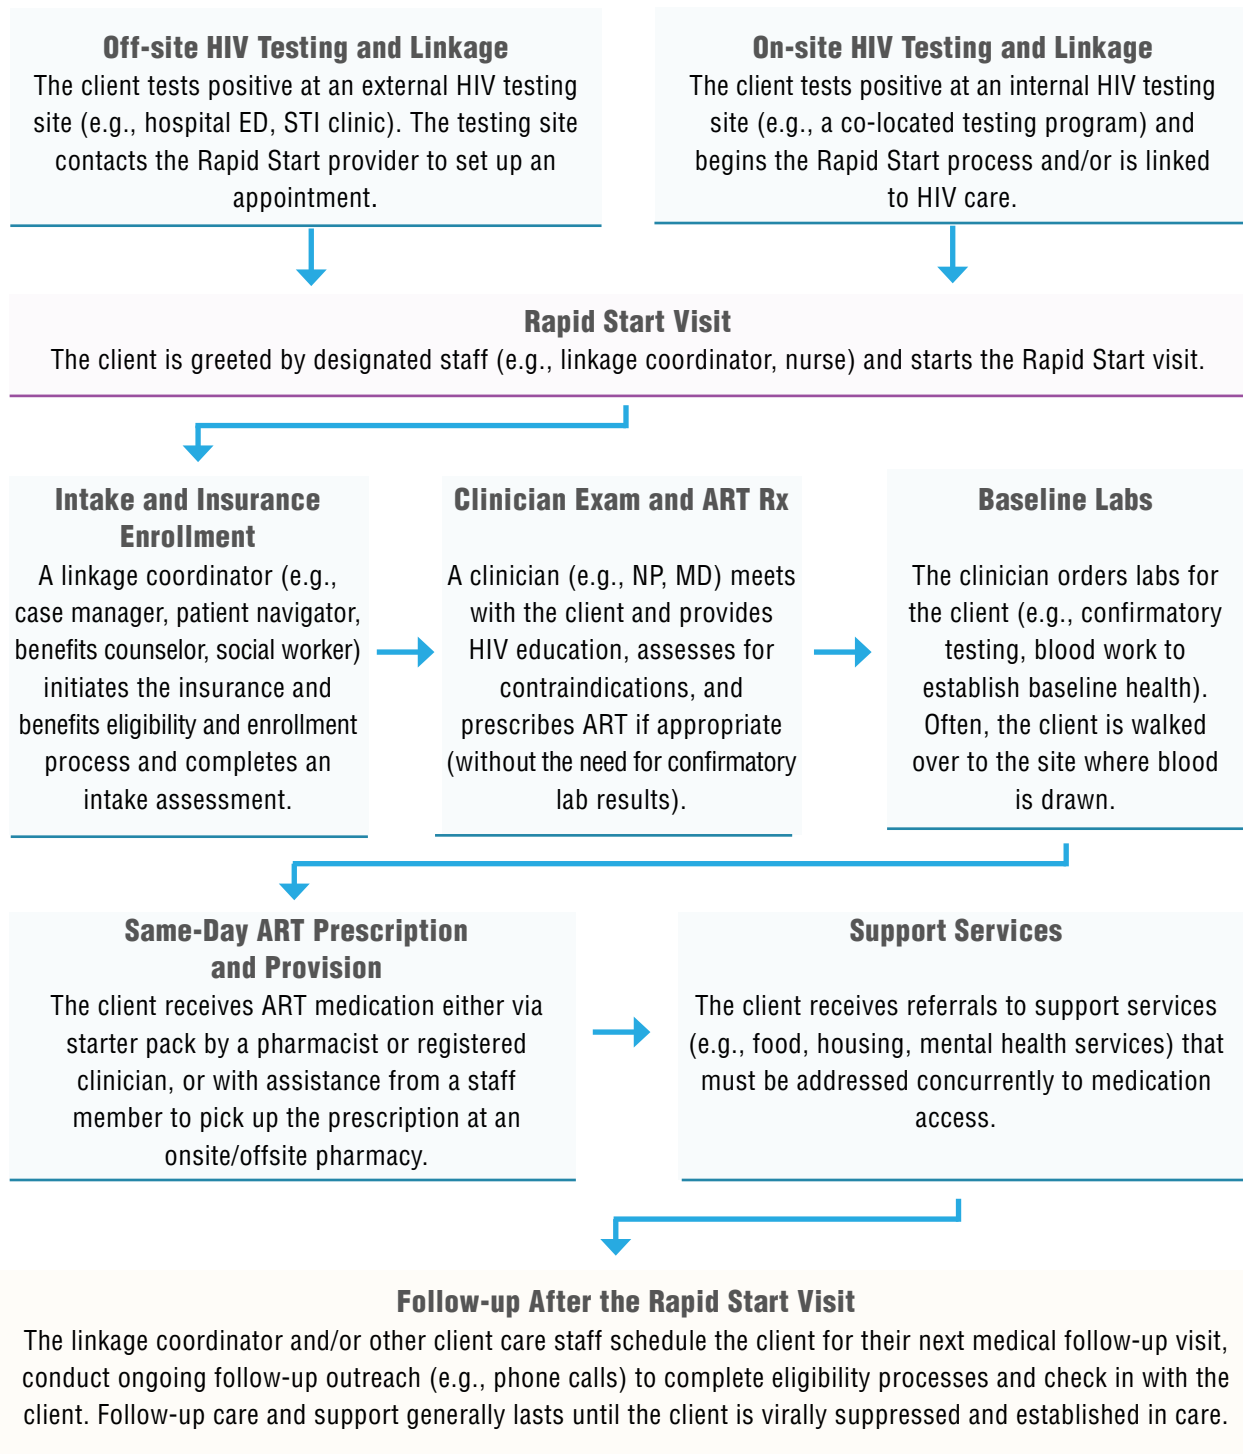 Off-site HIV Testing and Linkage
The client tests positive at an external HIV testing
site (e.g., hospital ED, STI clinic). The testing site
contacts the Rapid Start provider to set up an
appointment.
On-site HIV Testing and Linkage
The client tests positive at an internal HIV testing
site (e.g., a co-located testing program) and
begins the Rapid Start process and/or is linked
to HIV care.
Rapid Start Visit
The client is greeted by designated staff (e.g., linkage coordinator, nurse) and starts the Rapid Start visit.
Intake and Insurance
Enrollment
A linkage coordinator (e.g.,
case manager, patient navigator,
benefits counselor, social worker)
initiates the insurance and
benefits eligibility and enrollment
process and completes an
intake assessment.
Clinician Exam and ART Rx
A clinician (e.g., NP, MD) meets
with the client and provides
HIV education, assesses for
contraindications, and
prescribes ART if appropriate
(without the need for confirmatory
lab results).
Baseline Labs
The clinician orders labs for
the client (e.g., confirmatory
testing, blood work to
establish baseline health).
Often, the client is walked
over to the site where blood
is drawn.
Same-Day ART Prescription
and Provision
The client receives ART medication either via
starter pack by a pharmacist or registered
clinician, or with assistance from a staff
member to pick up the prescription at an
onsite/offsite pharmacy.
Support Services
The client receives referrals to support services
(e.g., food, housing, mental health services) that
must be addressed concurrently to medication
access.
Follow-up After the Rapid Start Visit
The linkage coordinator and/or other client care staff schedule the client for their next medical follow-up visit,
conduct ongoing follow-up outreach (e.g., phone calls) to complete eligibility processes and check in with the
client. Follow-up care and support generally lasts until the client is virally suppressed and established in care.